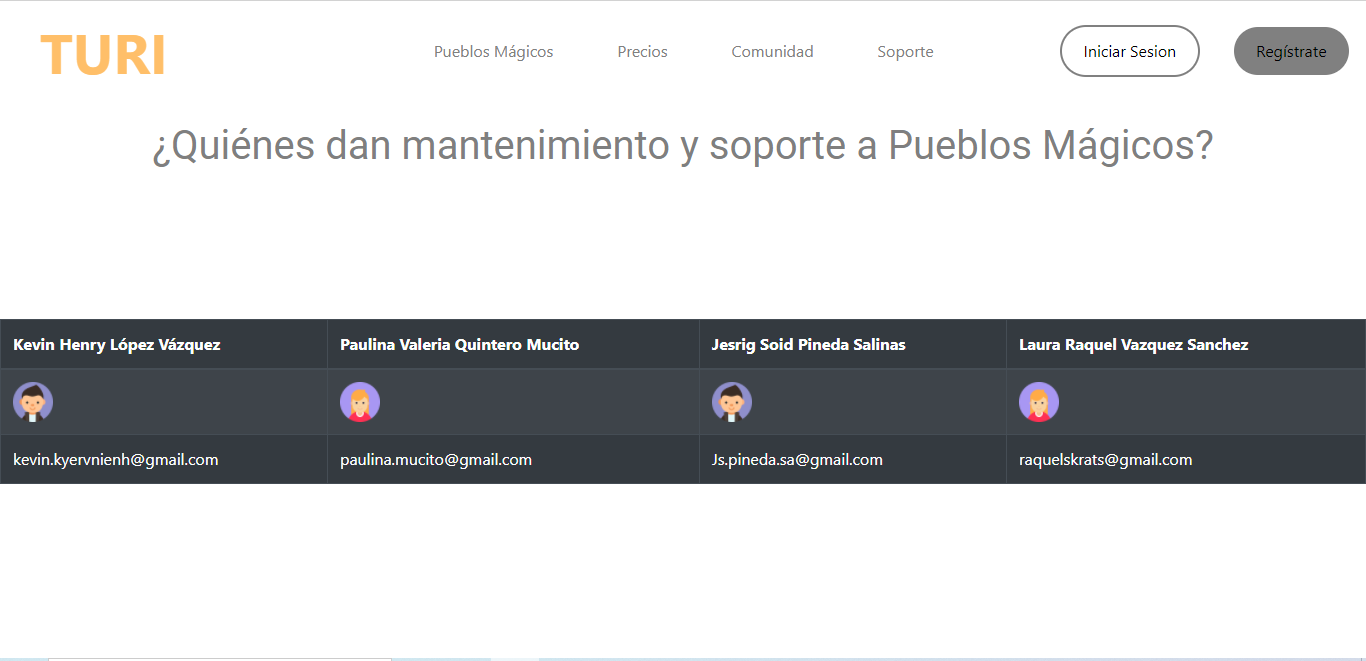 TURI
Pueblos Mágicos
Precios
Comunidad
Soporte
Iniciar Sesion
Regístrate
¿Quiénes dan mantenimiento y soporte a Pueblos Mágicos?
Kevin Henry López Vázquez
Paulina Valeria Quintero Mucito
Jesrig Soid Pineda Salinas
Laura Raquel Vazquez Sanchez
kevin.kyervnienh@gmail.com
paulina.mucito@gmail.com
Js.pineda.sa@gmail.com
raquelskrats@gmail.com